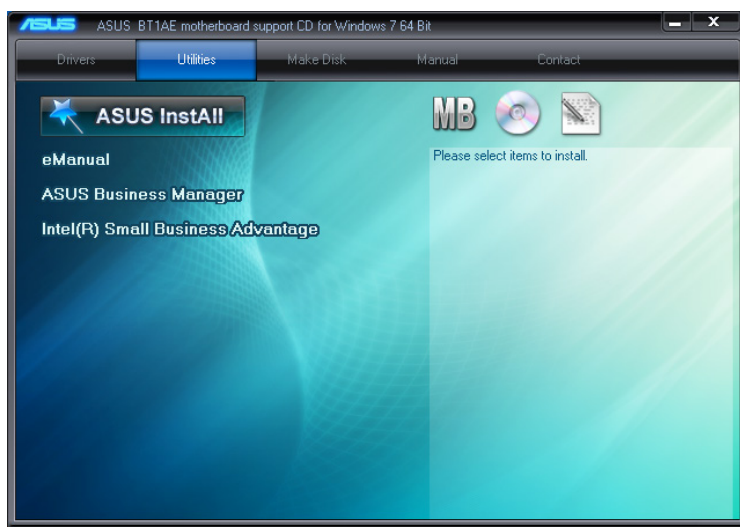 ASUS ASUS BT1AE motherboard support CD for Windows 7 64 Bit
Drivers Utilities Make Disk Manual Contact
ASUS InstAll
MB
eManual
Please select items to install.
ASUS Business Manager
Intel(R) Small Business Advantage